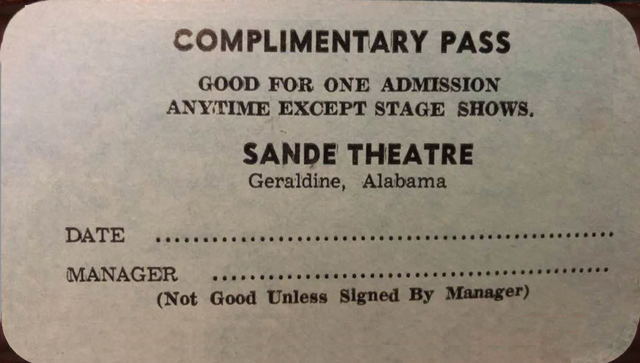 COMPLIMENTARY PASS
GOOD FOR ONE ADMISSION
ANYTIME EXCEPT STAGE SHOWS.
SANDE THEATRE
Geraldine, Alabama
DATE ................................................
MANAGER ..........................................
(Not Good Unless Signed By Manager)